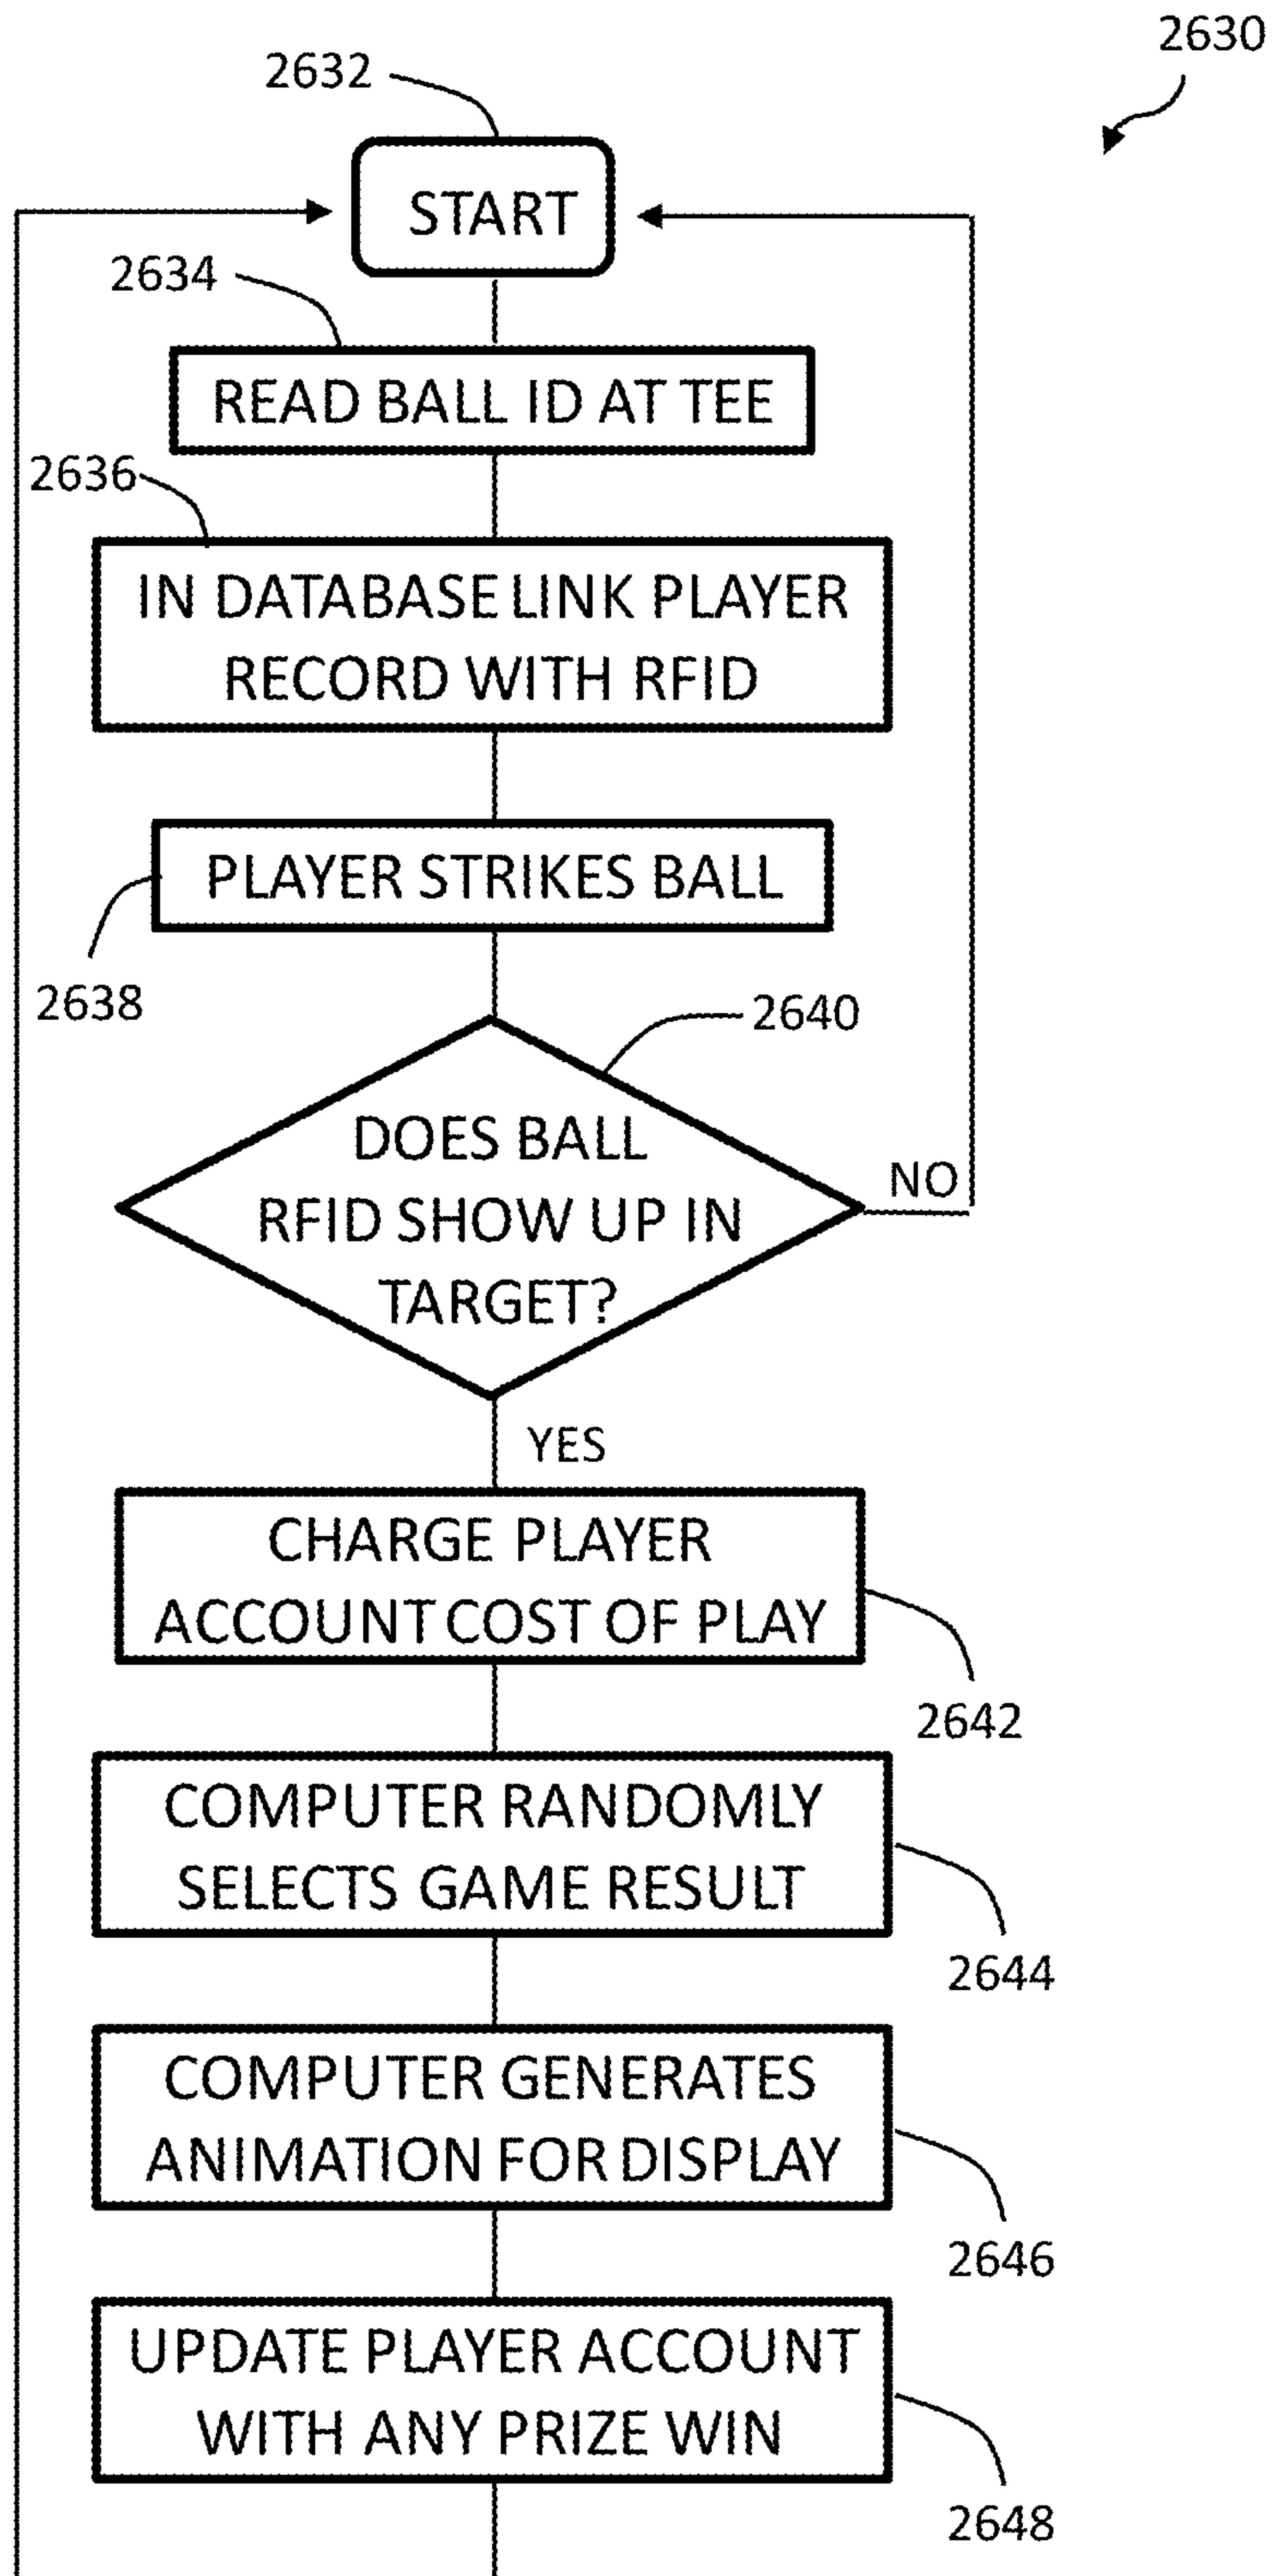 2630
2632
START
2634
READ BALL ID AT TEE
2636
IN DATABASE LINK PLAYER
RECORD WITH RFID
PLAYER STRIKES BALL
2638
2640
DOES BALL
RFID SHOW UP IN
TARGET?
NO
YES
CHARGE PLAYER
ACCOUNT COST OF PLAY
2642
COMPUTER RANDOMLY
SELECTS GAME RESULT
2644
COMPUTER GENERATES
ANIMATION FOR DISPLAY
2646
UPDATE PLAYER ACCOUNT
WITH ANY PRIZE WIN
2648